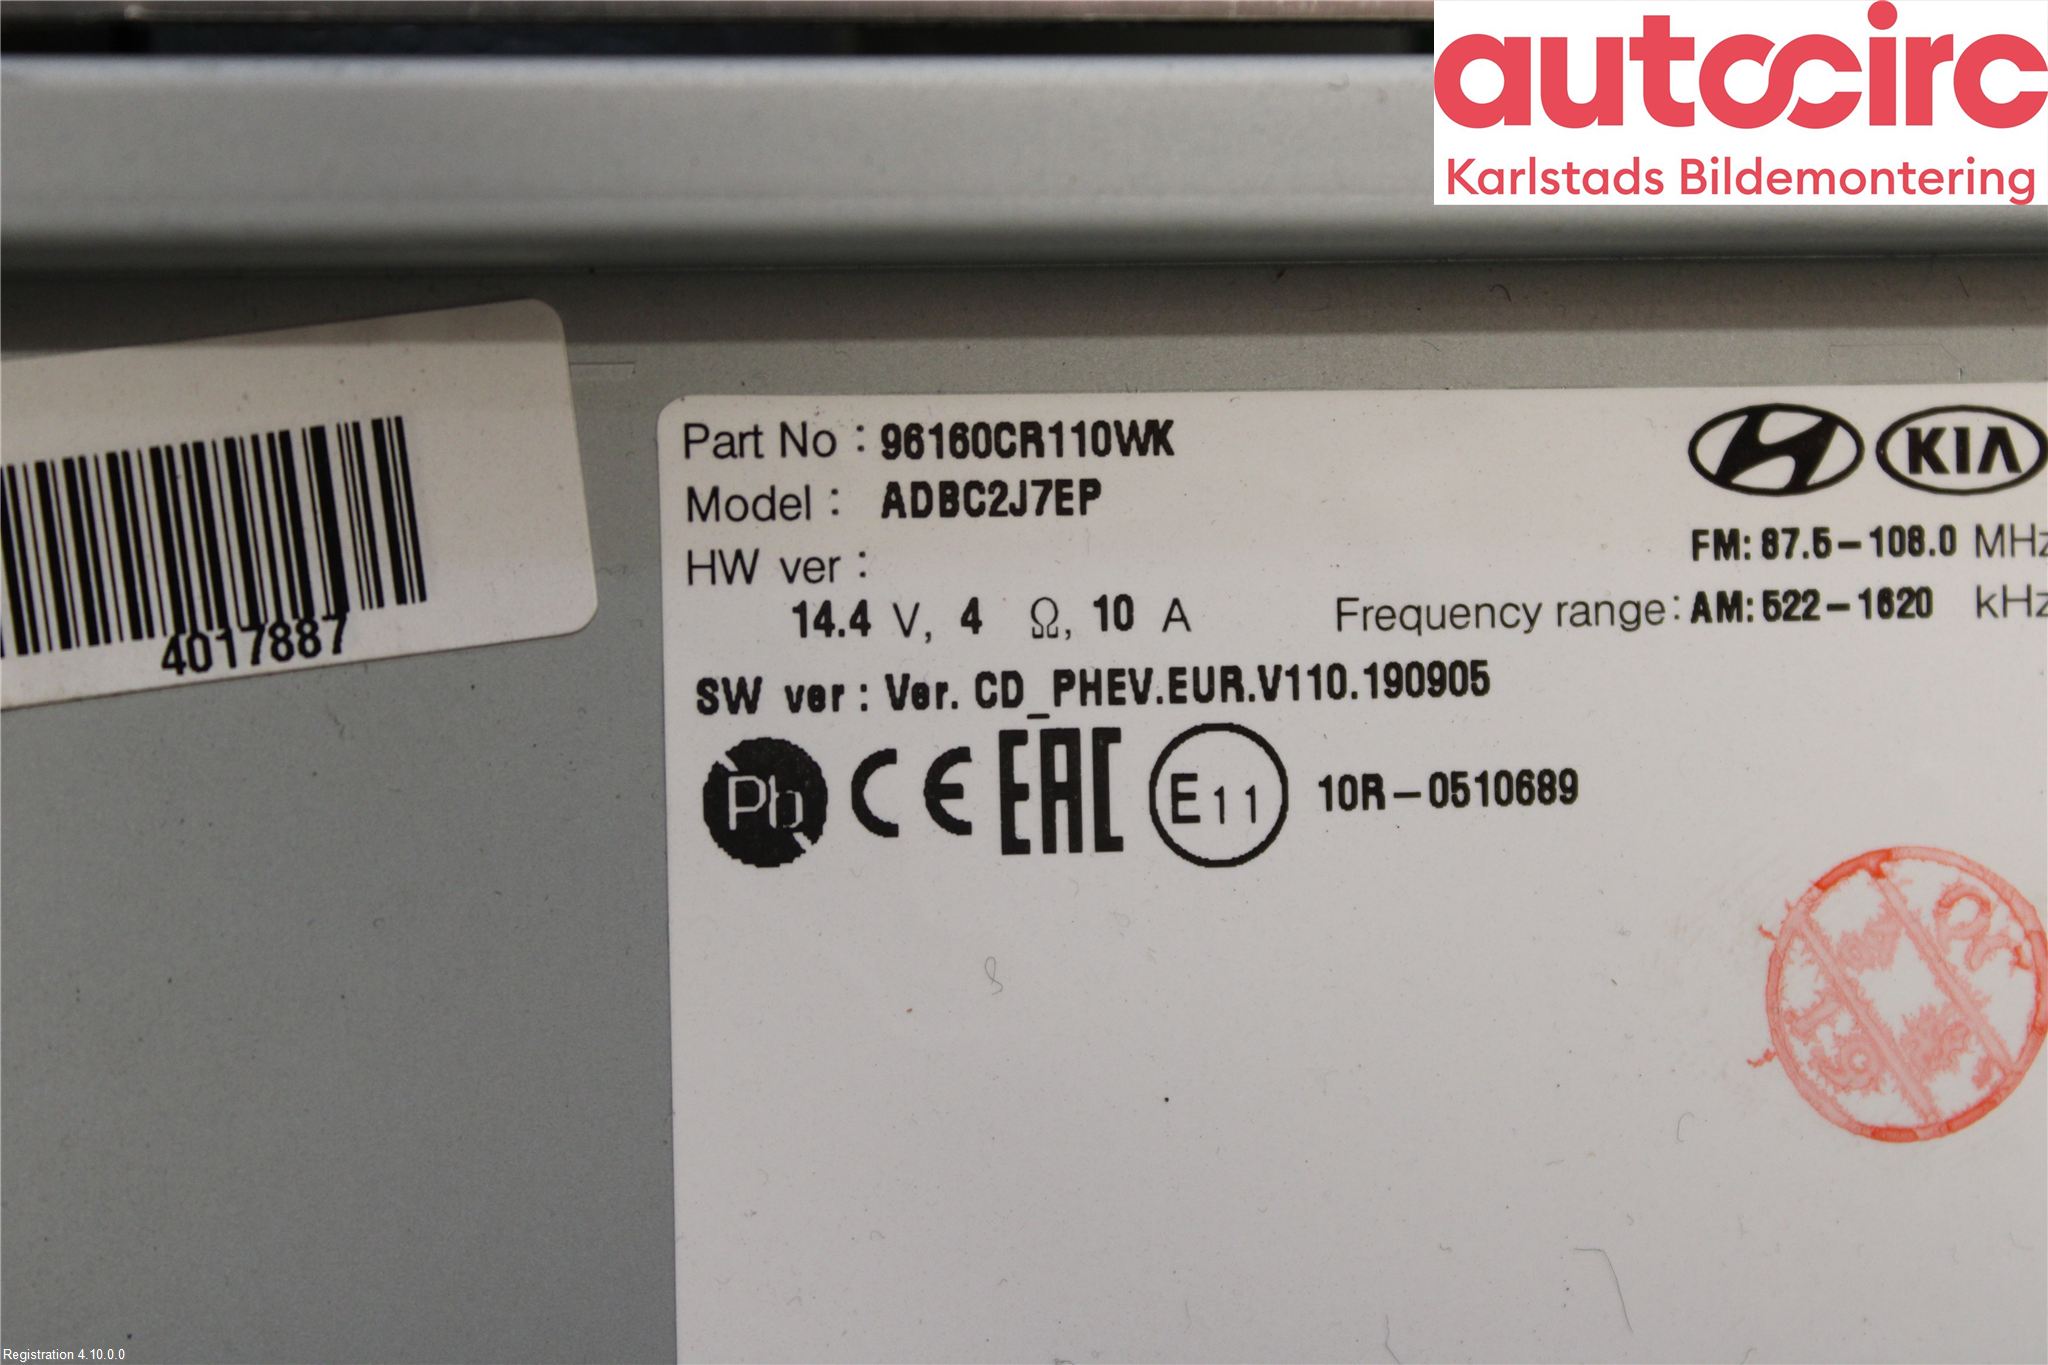 autocirc
Karlstads Bildemontering
4017887
Part No : 96160CR110WK
Model : ADBC2J7EP
HW ver :
14.4 V, 4 Ω, 10 A
KIA
FM: 87.5-108.0 MHz
Frequency range: AM: 522-1620 kHz
SW ver : Ver. CD_PHEV.EUR.V110.190905
Pb CE EAC E11 10R-0510689
Registration 4.10.0.0